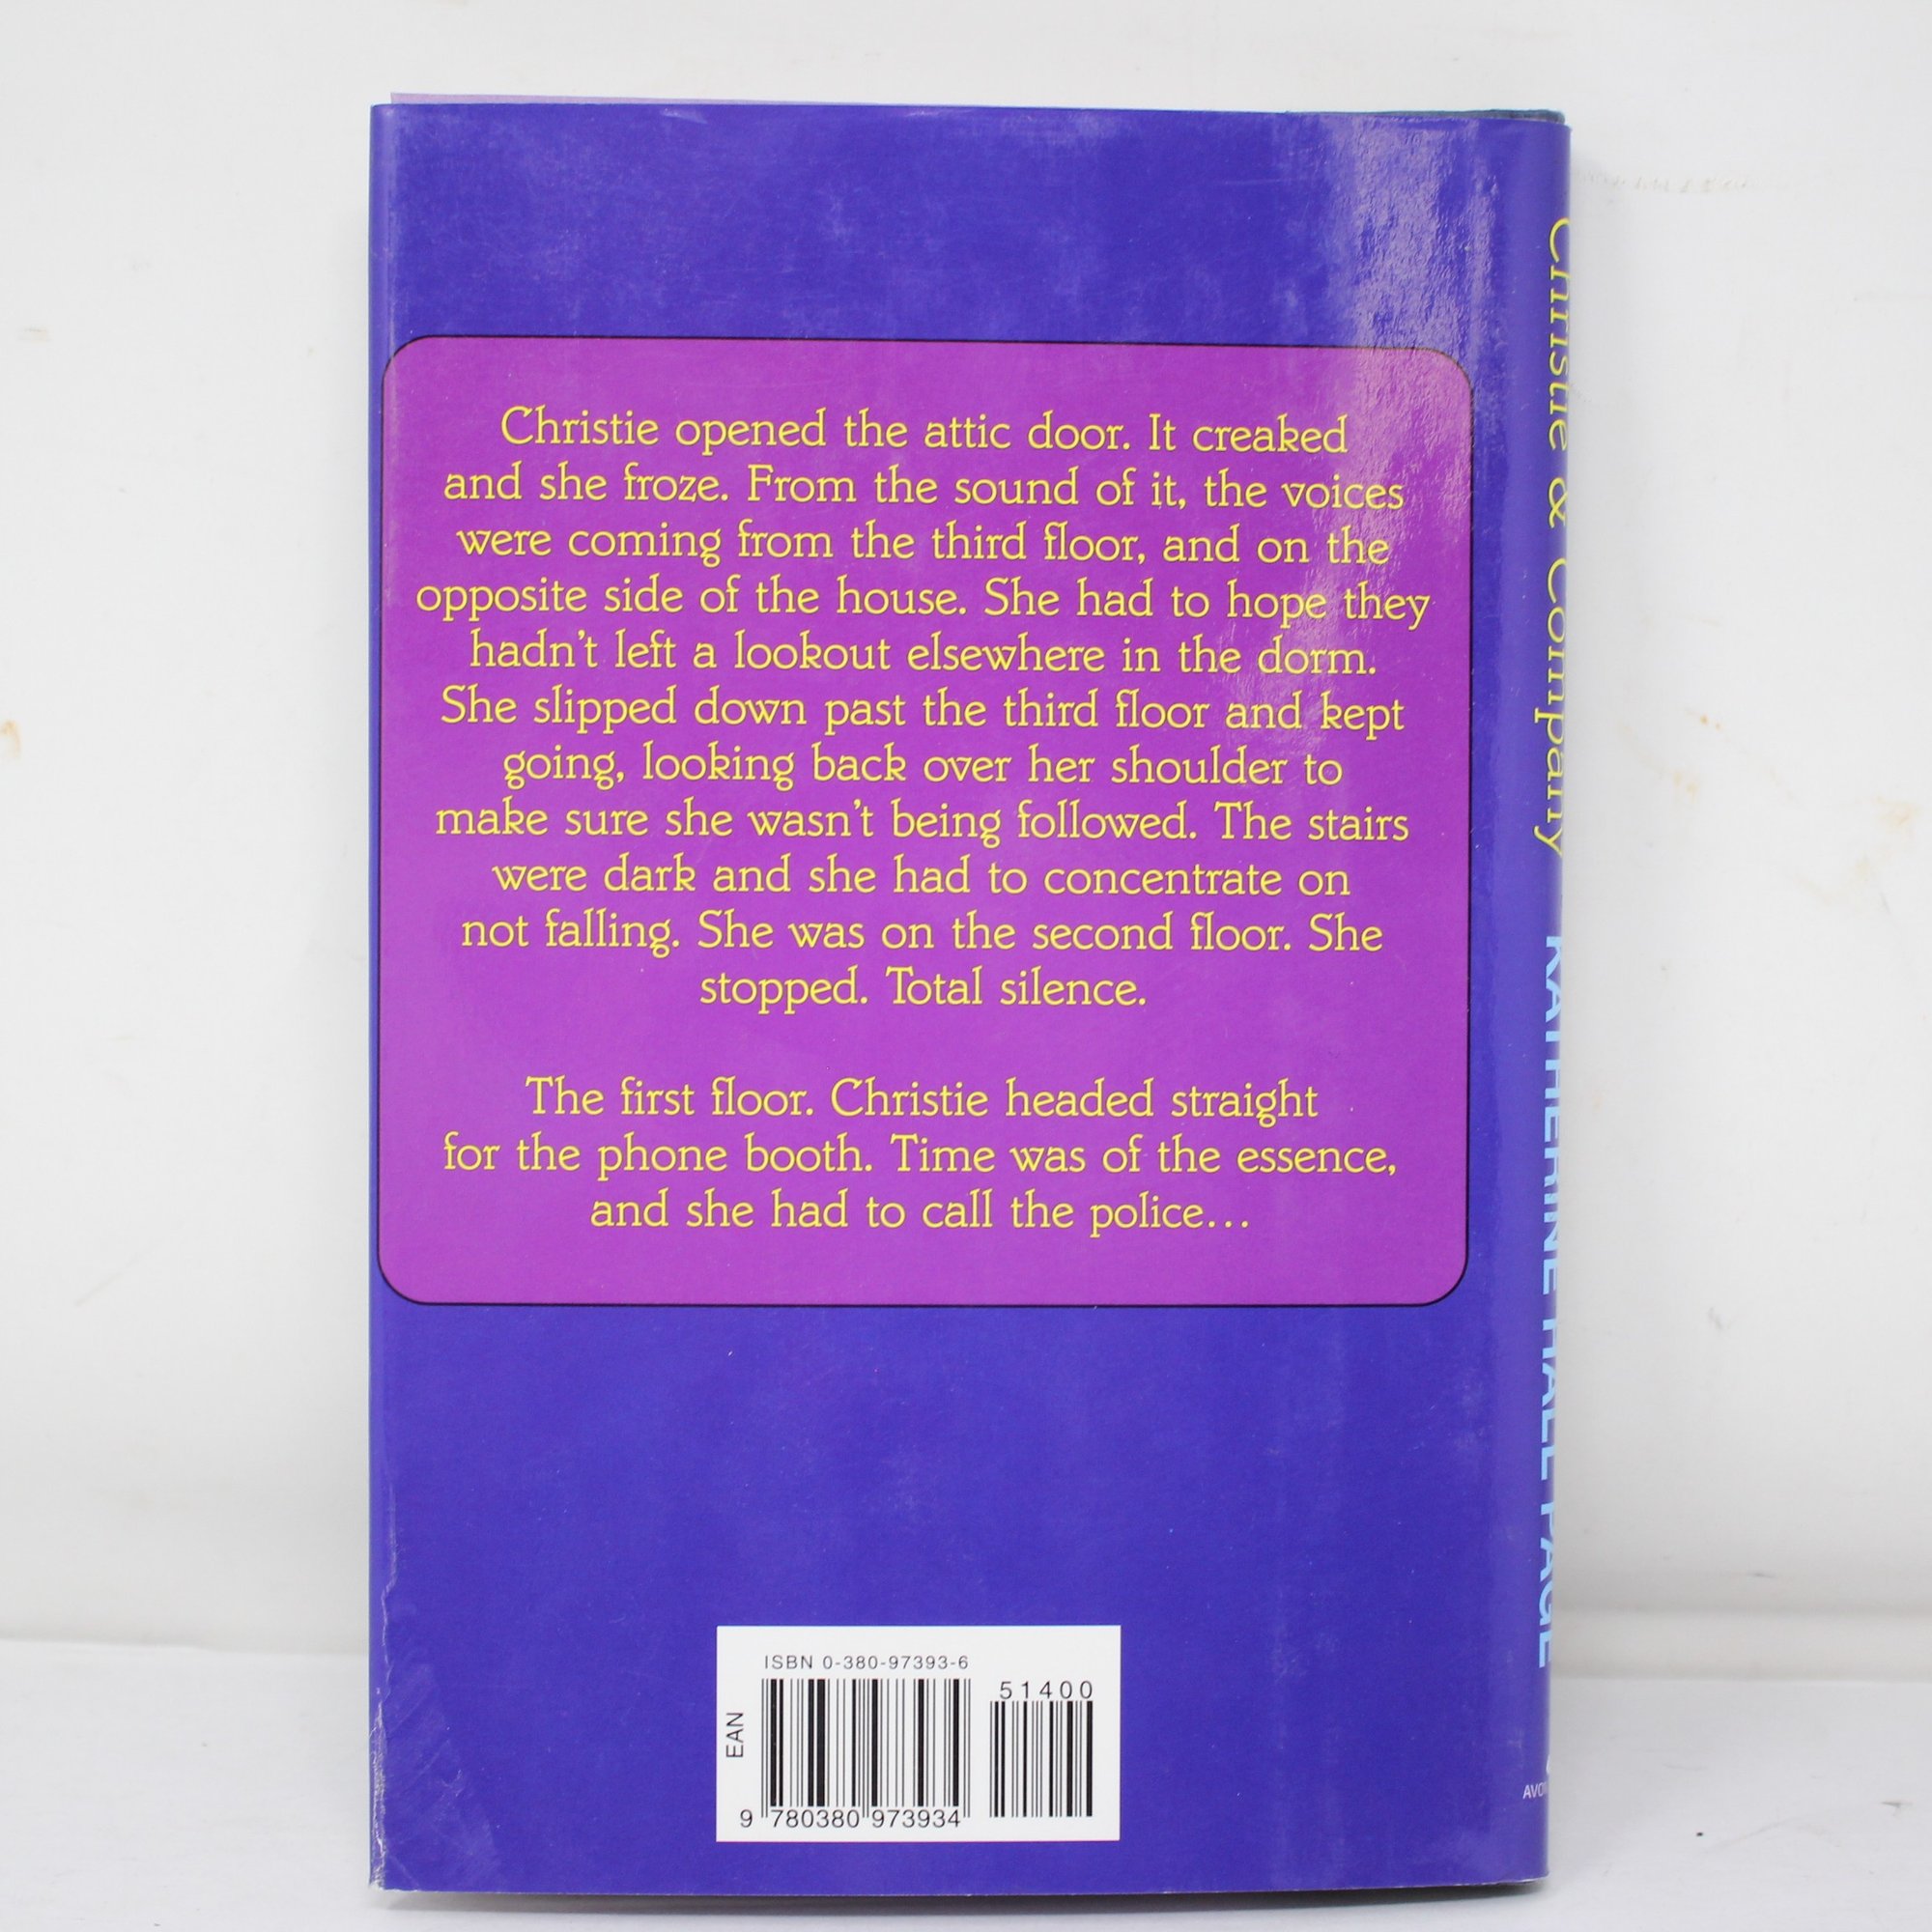 Christie opened the attic door. It creaked
and she froze. From the sound of it, the voices
were coming from the third floor, and on the
opposite side of the house. She had to hope they
hadn't left a lookout elsewhere in the dorm.
She slipped down past the third floor and kept
going, looking back over her shoulder to
make sure she wasn't being followed. The stairs
were dark and she had to concentrate on
not falling. She was on the second floor. She
stopped. Total silence.
The first floor. Christie headed straight
for the phone booth. Time was of the essence,
and she had to call the police...
ISBN 0-380-97393-6
51400
EAN
9 780380 973934
Christie & Company
KATHERINE HALL PAGE